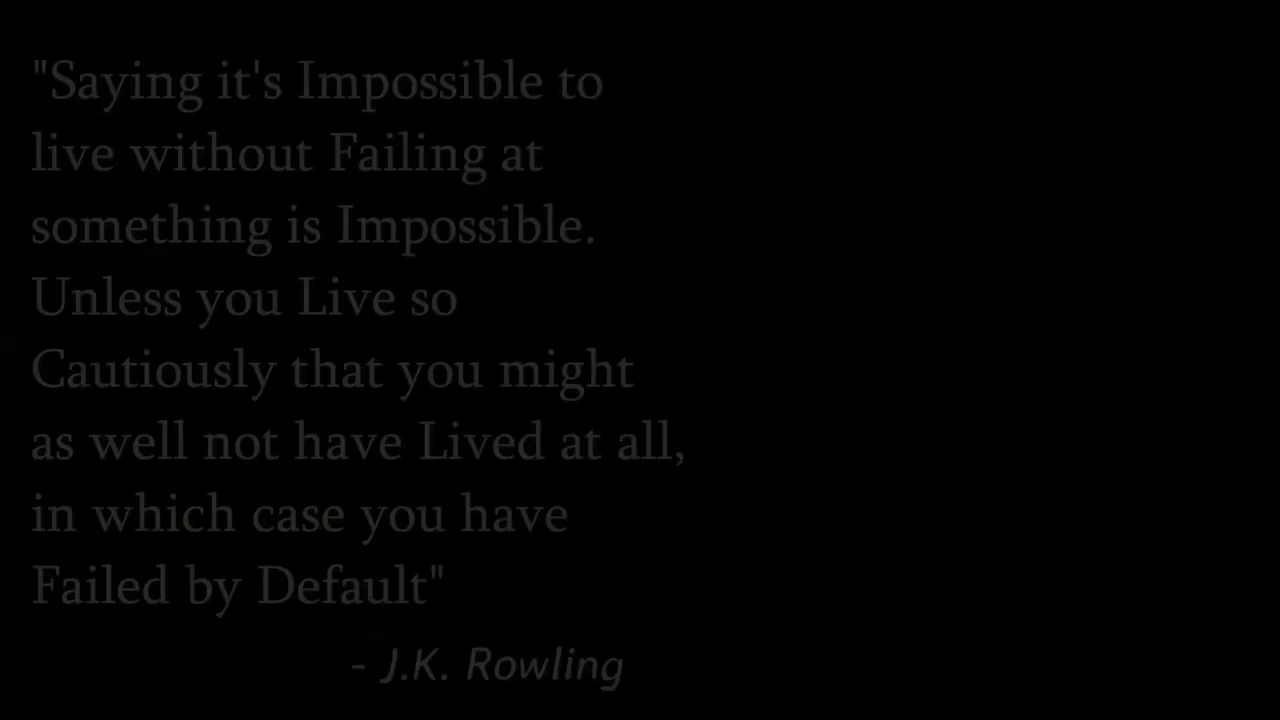 "Saying it's Impossible to
live without Failing at
something is Impossible.
Unless you Live so
Cautiously that you might
as well not have Lived at all,
in which case you have
Failed by Default"
- J.K. Rowling